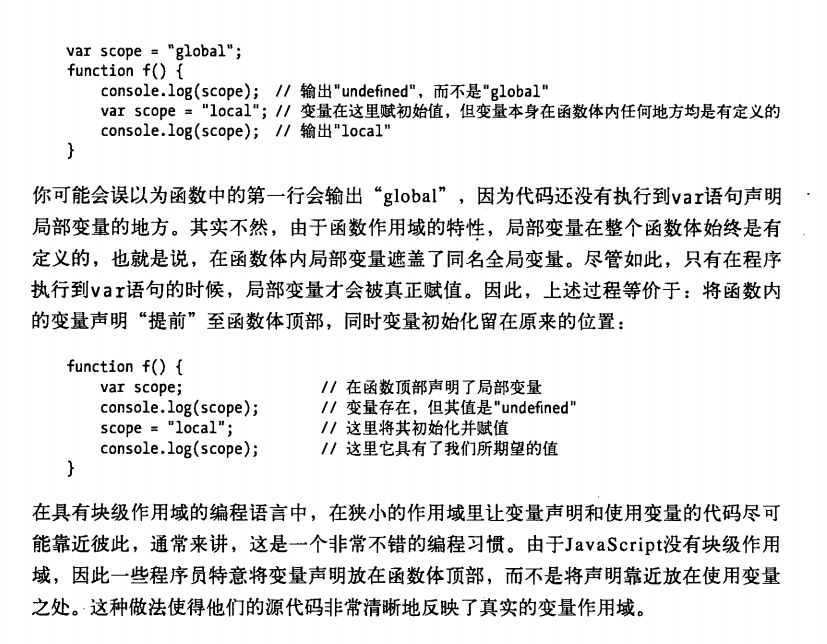 var scope = "global";
function f() {
    console.log(scope);  // 输出"undefined"，而不是"global"
    var scope = "local"; // 变量在这里赋初始值，但变量本身在函数体内任何地方均是有定义的
    console.log(scope);  // 输出"local"
}
你可能会误以为函数中的第一行会输出“global”，因为代码还没有执行到var语句声明
局部变量的地方。其实不然，由于函数作用域的特性，局部变量在整个函数体始终是有
定义的，也就是说，在函数体内局部变量遮盖了同名全局变量。尽管如此，只有在程序
执行到var语句的时候，局部变量才会被真正赋值。因此，上述过程等价于：将函数内
的变量声明“提前”至函数体顶部，同时变量初始化留在原来的位置：
function f() {
    var scope;              // 在函数顶部声明了局部变量
    console.log(scope);     // 变量存在，但其值是"undefined"
    scope = "local";        // 这里将其初始化并赋值
    console.log(scope);     // 这里它具有了我们所期望的值
}
在具有块级作用域的编程语言中，在狭小的作用域里让变量声明和使用变量的代码尽可
能靠近彼此，通常来讲，这是一个非常不错的编程习惯。由于JavaScript没有块级作用
域，因此一些程序员特意将变量声明放在函数体顶部，而不是将声明靠近放在使用变量
之处。这种做法使得他们的源代码非常清晰地反映了真实的变量作用域。